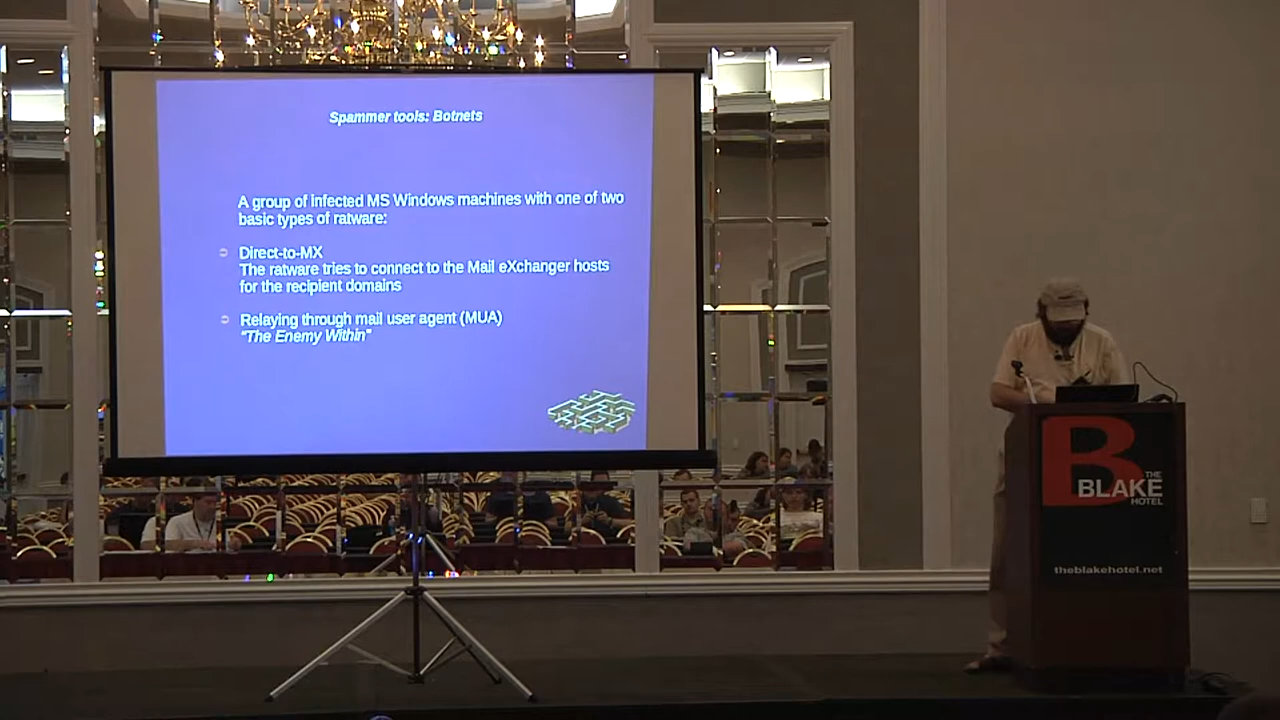 Spammer tools: Botnets
A group of infected MS Windows machines with one of two
basic types of ratware:
Direct-to-MX
The ratware tries to connect to the Mail eXchanger hosts
for the recipient domains
Relaying through mail user agent (MUA)
"The Enemy Within"
B
THE
BLAKE
HOTEL
theblakehotel.net